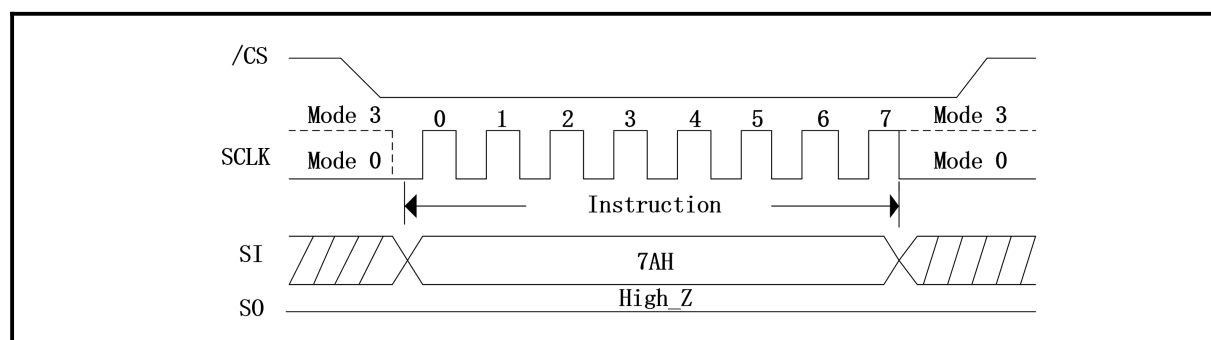 /CS
Mode 3 0 1 2 3 4 5 6 7 Mode 3
SCLK Mode 0 Mode 0
Instruction
SI 7AH
High_Z
SO